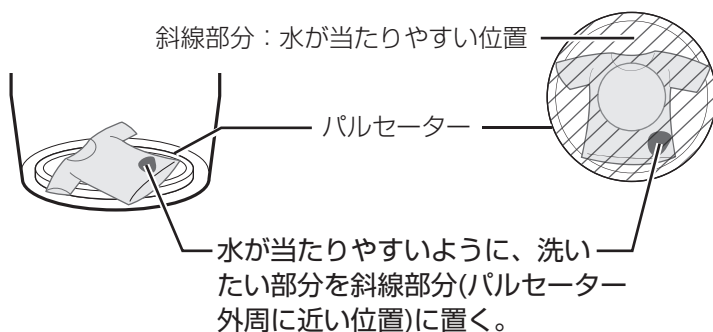 斜線部分：水が当たりやすい位置
パルセーター
水が当たりやすいように、洗い
たい部分を斜線部分(パルセーター
外周に近い位置)に置く。